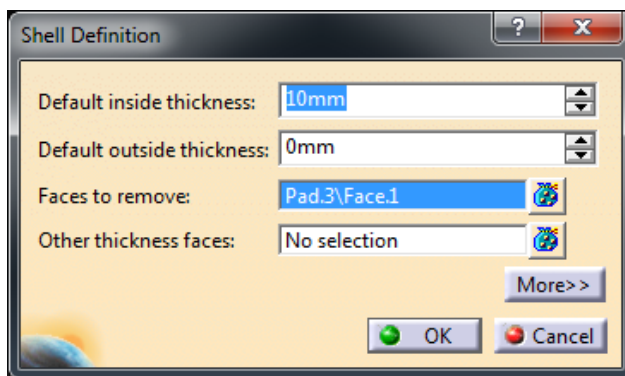 Shell Definition
?
X
Default inside thickness: 10mm
Default outside thickness: 0mm
Faces to remove: Pad.3\Face.1
Other thickness faces: No selection
More>>
OK Cancel